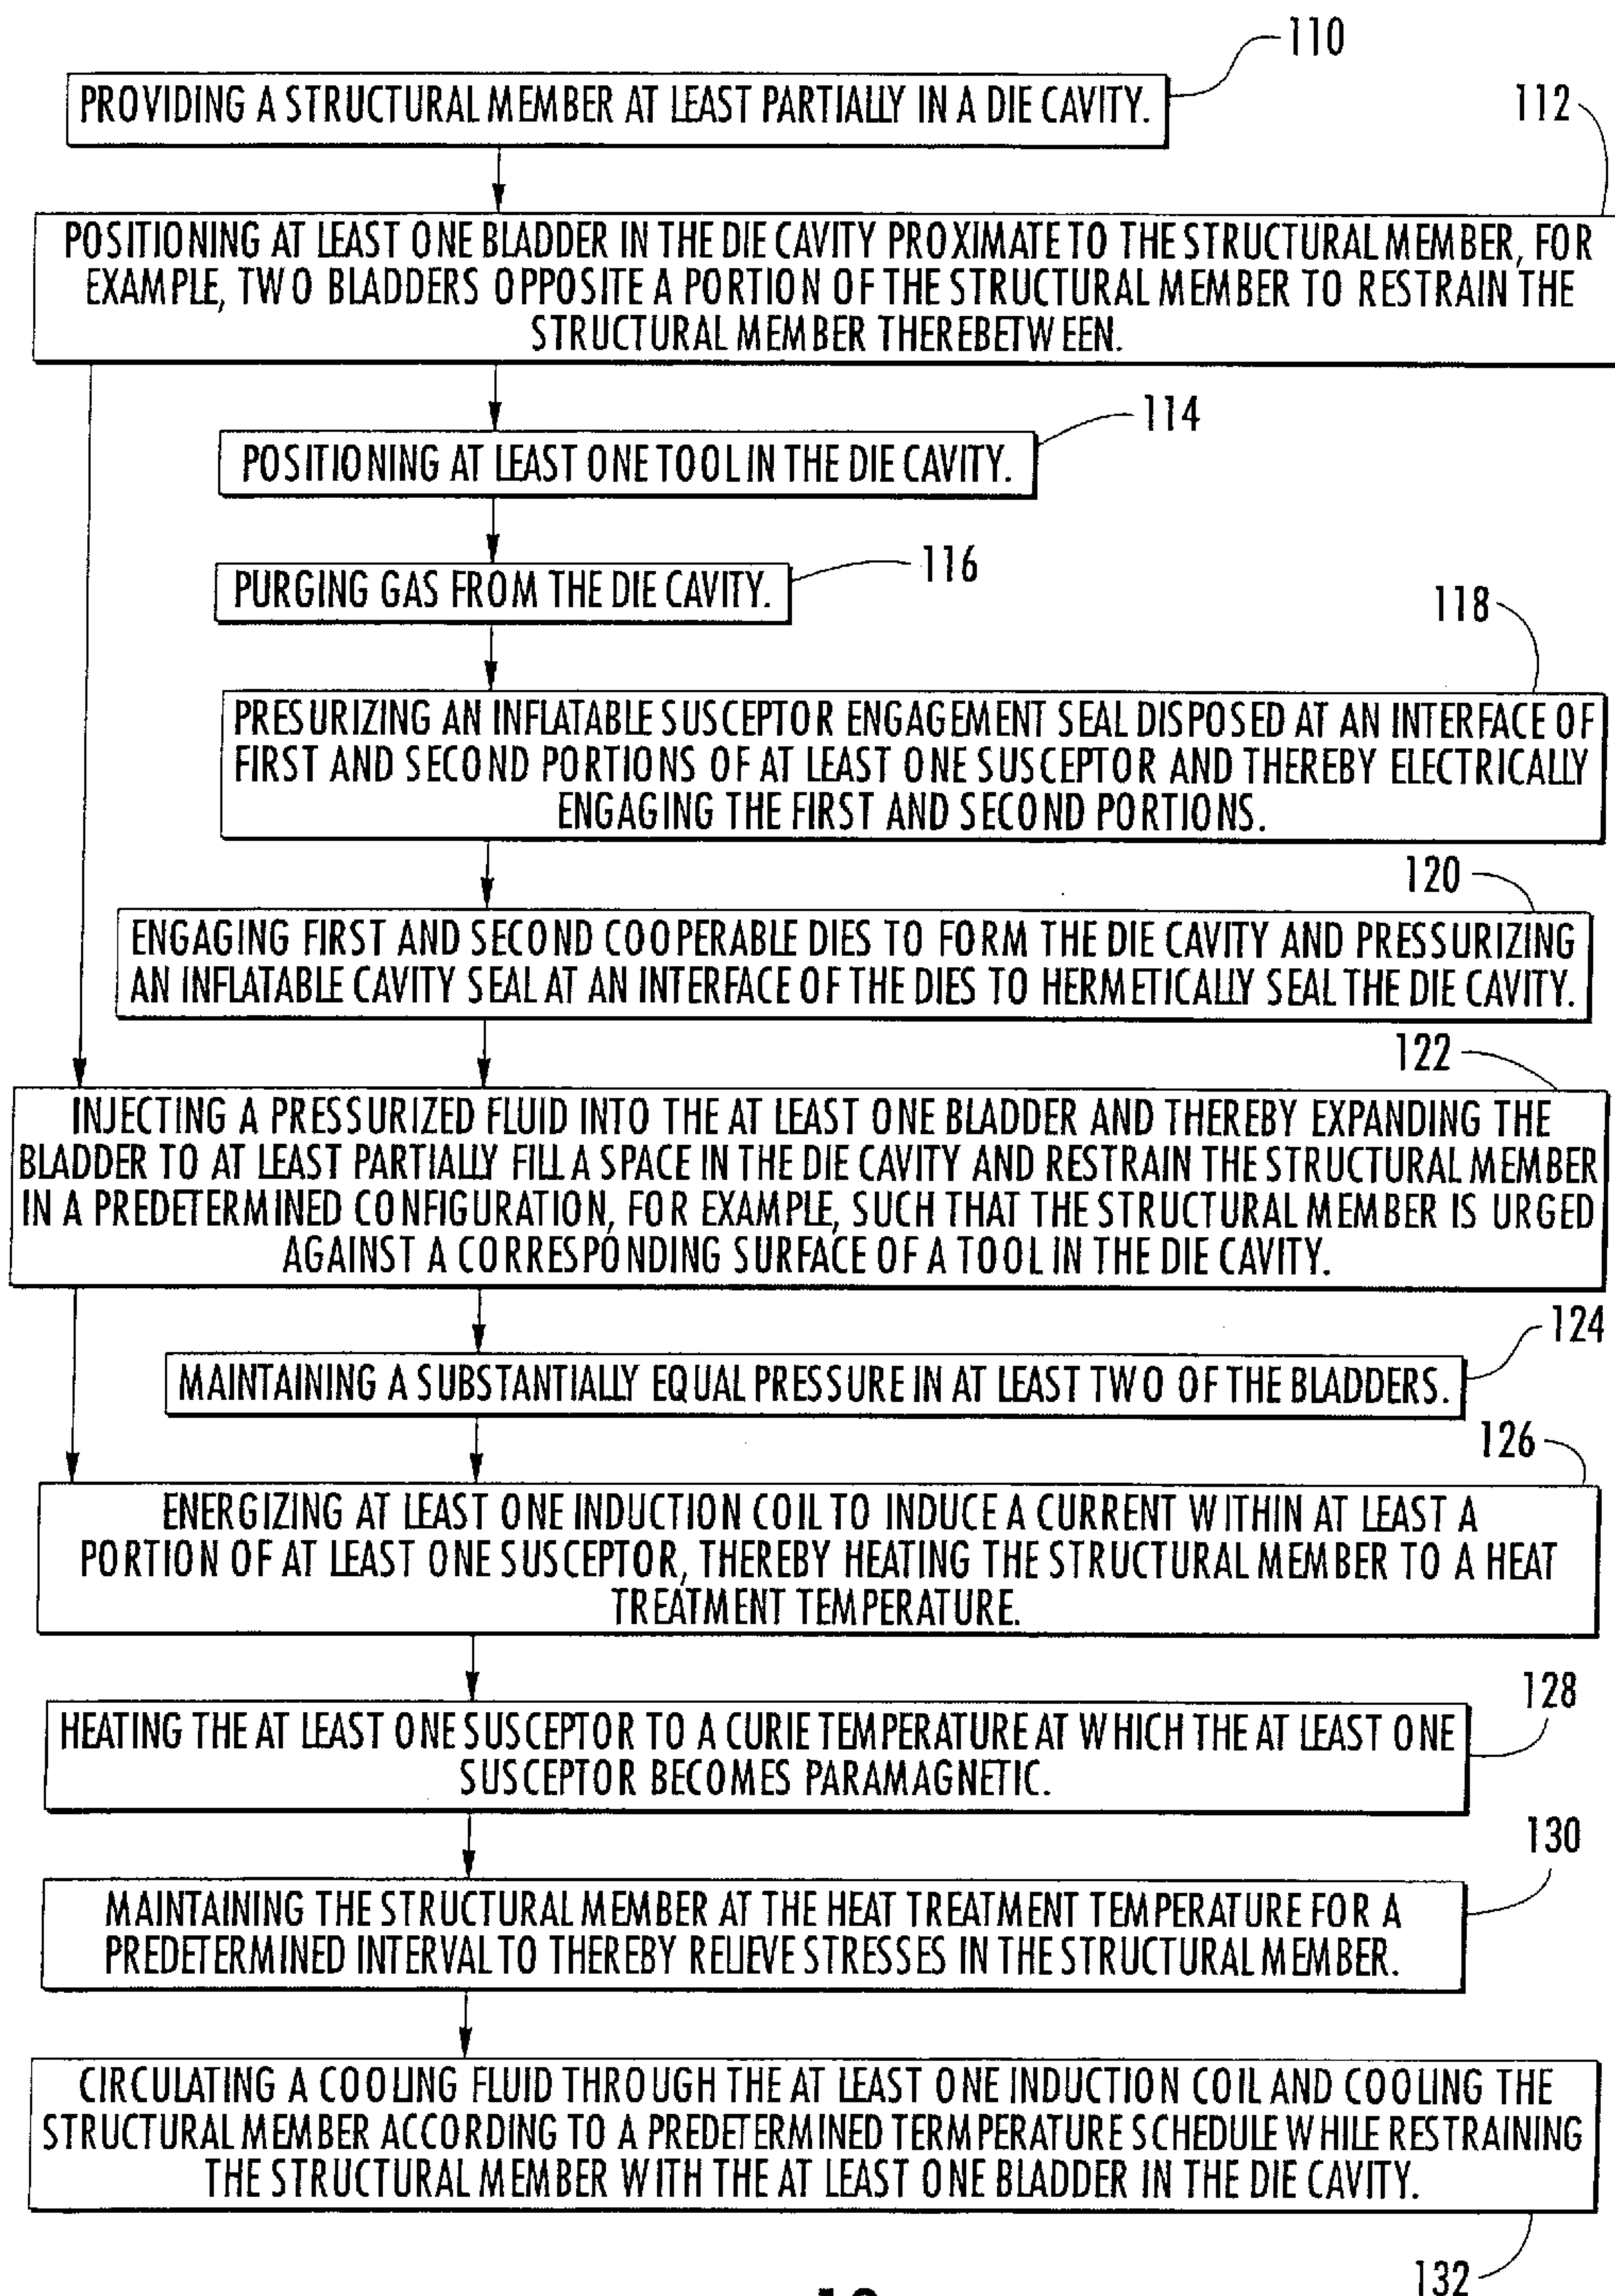 110
PROVIDING A STRUCTURAL MEMBER AT LEAST PARTIALLY IN A DIE CAVITY.
112
POSITIONING AT LEAST ONE BLADDER IN THE DIE CAVITY PROXIMATE TO THE STRUCTURAL MEMBER, FOR
EXAMPLE, TWO BLADDERS OPPOSITE A PORTION OF THE STRUCTURAL MEMBER TO RESTRAIN THE
STRUCTURAL MEMBER THEREBETWEEN.
114
POSITIONING AT LEAST ONE TOOL IN THE DIE CAVITY.
116
PURGING GAS FROM THE DIE CAVITY.
118
PRESURIZING AN INFLATABLE SUSCEPTOR ENGAGEMENT SEAL DISPOSED AT AN INTERFACE OF
FIRST AND SECOND PORTIONS OF AT LEAST ONE SUSCEPTOR AND THEREBY ELECTRICALLY
ENGAGING THE FIRST AND SECOND PORTIONS.
120
ENGAGING FIRST AND SECOND COOPERABLE DIES TO FORM THE DIE CAVITY AND PRESSURIZING
AN INFLATABLE CAVITY SEAL AT AN INTERFACE OF THE DIES TO HERMETICALLY SEAL THE DIE CAVITY.
122
INJECTING A PRESSURIZED FLUID INTO THE AT LEAST ONE BLADDER AND THEREBY EXPANDING THE
BLADDER TO AT LEAST PARTIALLY FILL A SPACE IN THE DIE CAVITY AND RESTRAIN THE STRUCTURAL MEMBER
IN A PREDETERMINED CONFIGURATION, FOR EXAMPLE, SUCH THAT THE STRUCTURAL MEMBER IS URGED
AGAINST A CORRESPONDING SURFACE OF A TOOL IN THE DIE CAVITY.
124
MAINTAINING A SUBSTANTIALLY EQUAL PRESSURE IN AT LEAST TWO OF THE BLADDERS.
126
ENERGIZING AT LEAST ONE INDUCTION COIL TO INDUCE A CURRENT WITHIN AT LEAST A
PORTION OF AT LEAST ONE SUSCEPTOR, THEREBY HEATING THE STRUCTURAL MEMBER TO A HEAT
TREATMENT TEMPERATURE.
128
HEATING THE AT LEAST ONE SUSCEPTOR TO A CURIE TEMPERATURE AT WHICH THE AT LEAST ONE
SUSCEPTOR BECOMES PARAMAGNETIC.
130
MAINTAINING THE STRUCTURAL MEMBER AT THE HEAT TREATMENT TEMPERATURE FOR A
PREDETERMINED INTERVAL TO THEREBY RELIEVE STRESSES IN THE STRUCTURAL MEMBER.
CIRCULATING A COOLING FLUID THROUGH THE AT LEAST ONE INDUCTION COIL AND COOLING THE
STRUCTURAL MEMBER ACCORDING TO A PREDETERMINED TERMPERATURE SCHEDULE WHILE RESTRAINING
THE STRUCTURAL MEMBER WITH THE AT LEAST ONE BLADDER IN THE DIE CAVITY.
132